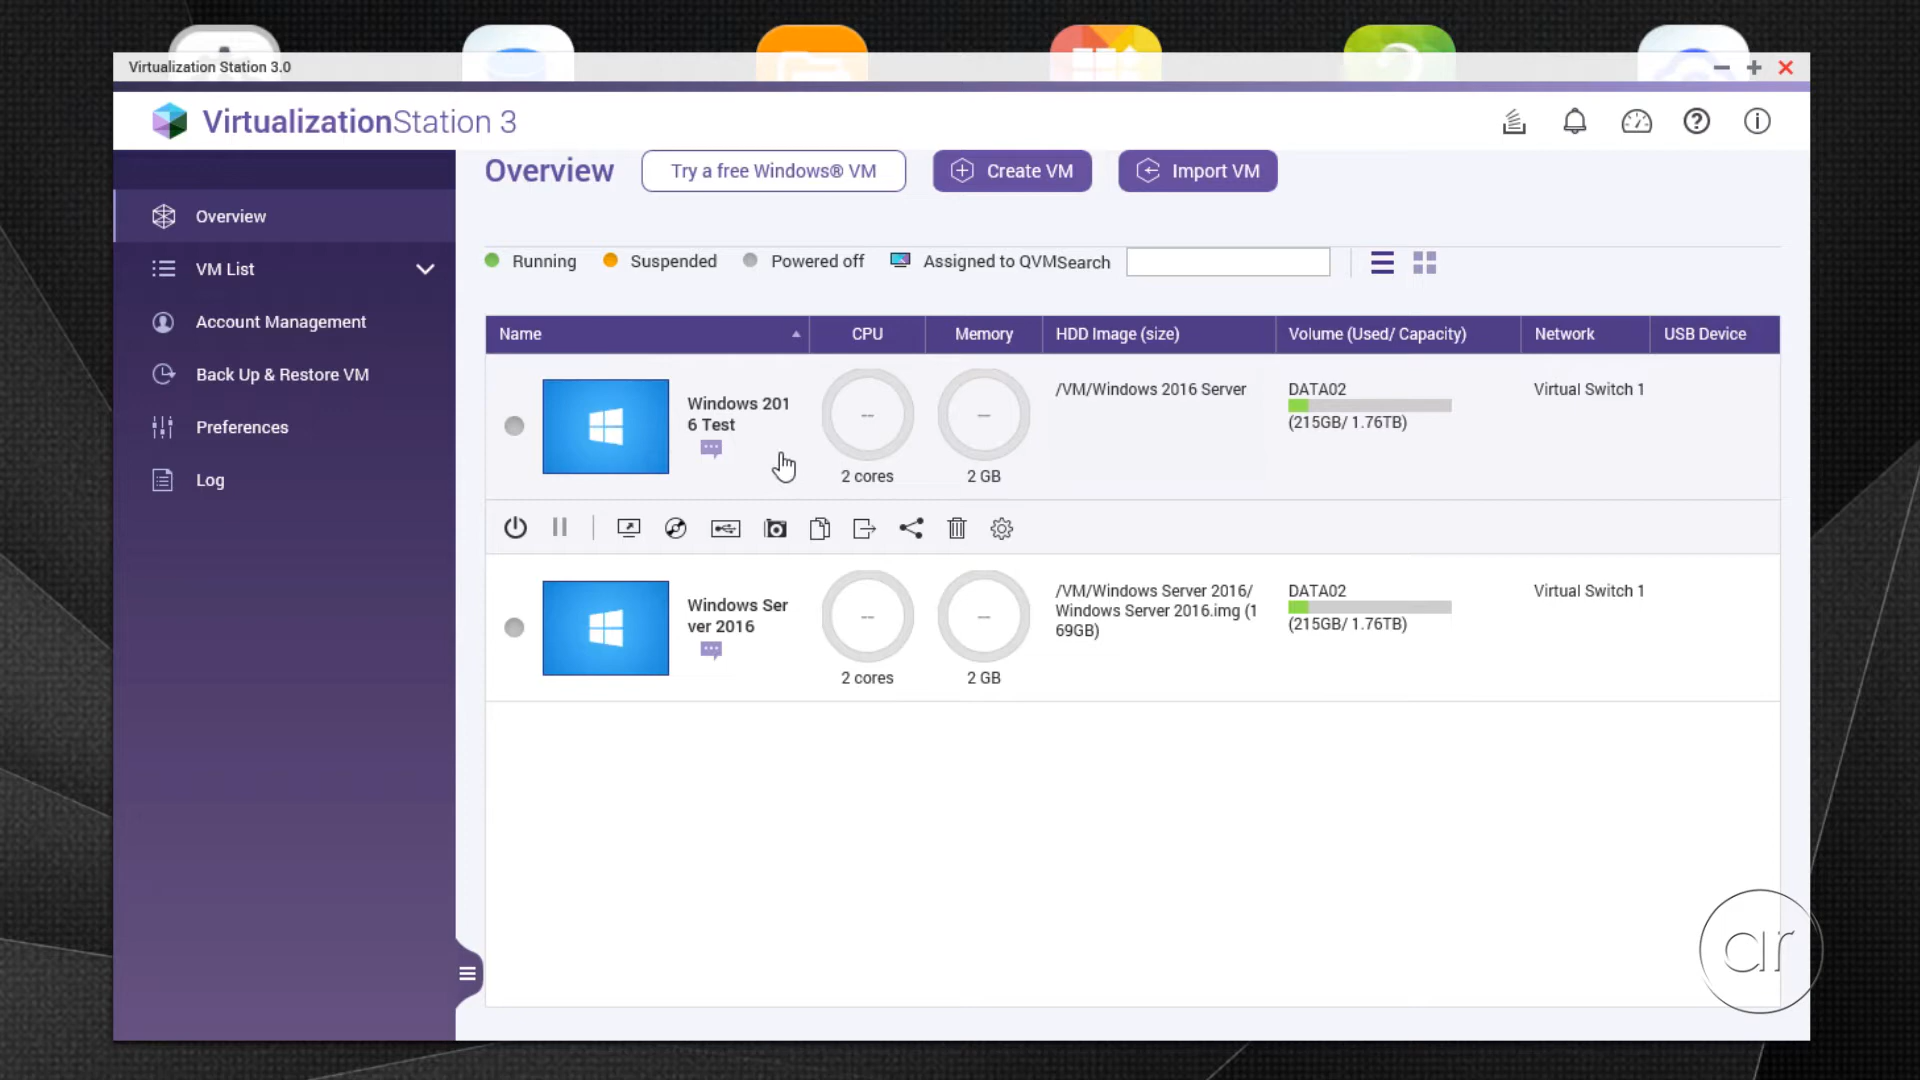 Virtualization Station 3.0
VirtualizationStation 3
Overview
Try a free Windows® VM
Create VM
Import VM
Overview
VM List
Account Management
Back Up & Restore VM
Preferences
Log
Running
Suspended
Powered off
Assigned to QVM
Search
Name
CPU
Memory
HDD Image (size)
Volume (Used/ Capacity)
Network
USB Device
Windows 201
6 Test
--
2 cores
--
2 GB
/VM/Windows 2016 Server
DATA02
(215GB/ 1.76TB)
Virtual Switch 1
Windows Ser
ver 2016
--
2 cores
--
2 GB
/VM/Windows Server 2016/
Windows Server 2016.img (1
69GB)
DATA02
(215GB/ 1.76TB)
Virtual Switch 1
ar